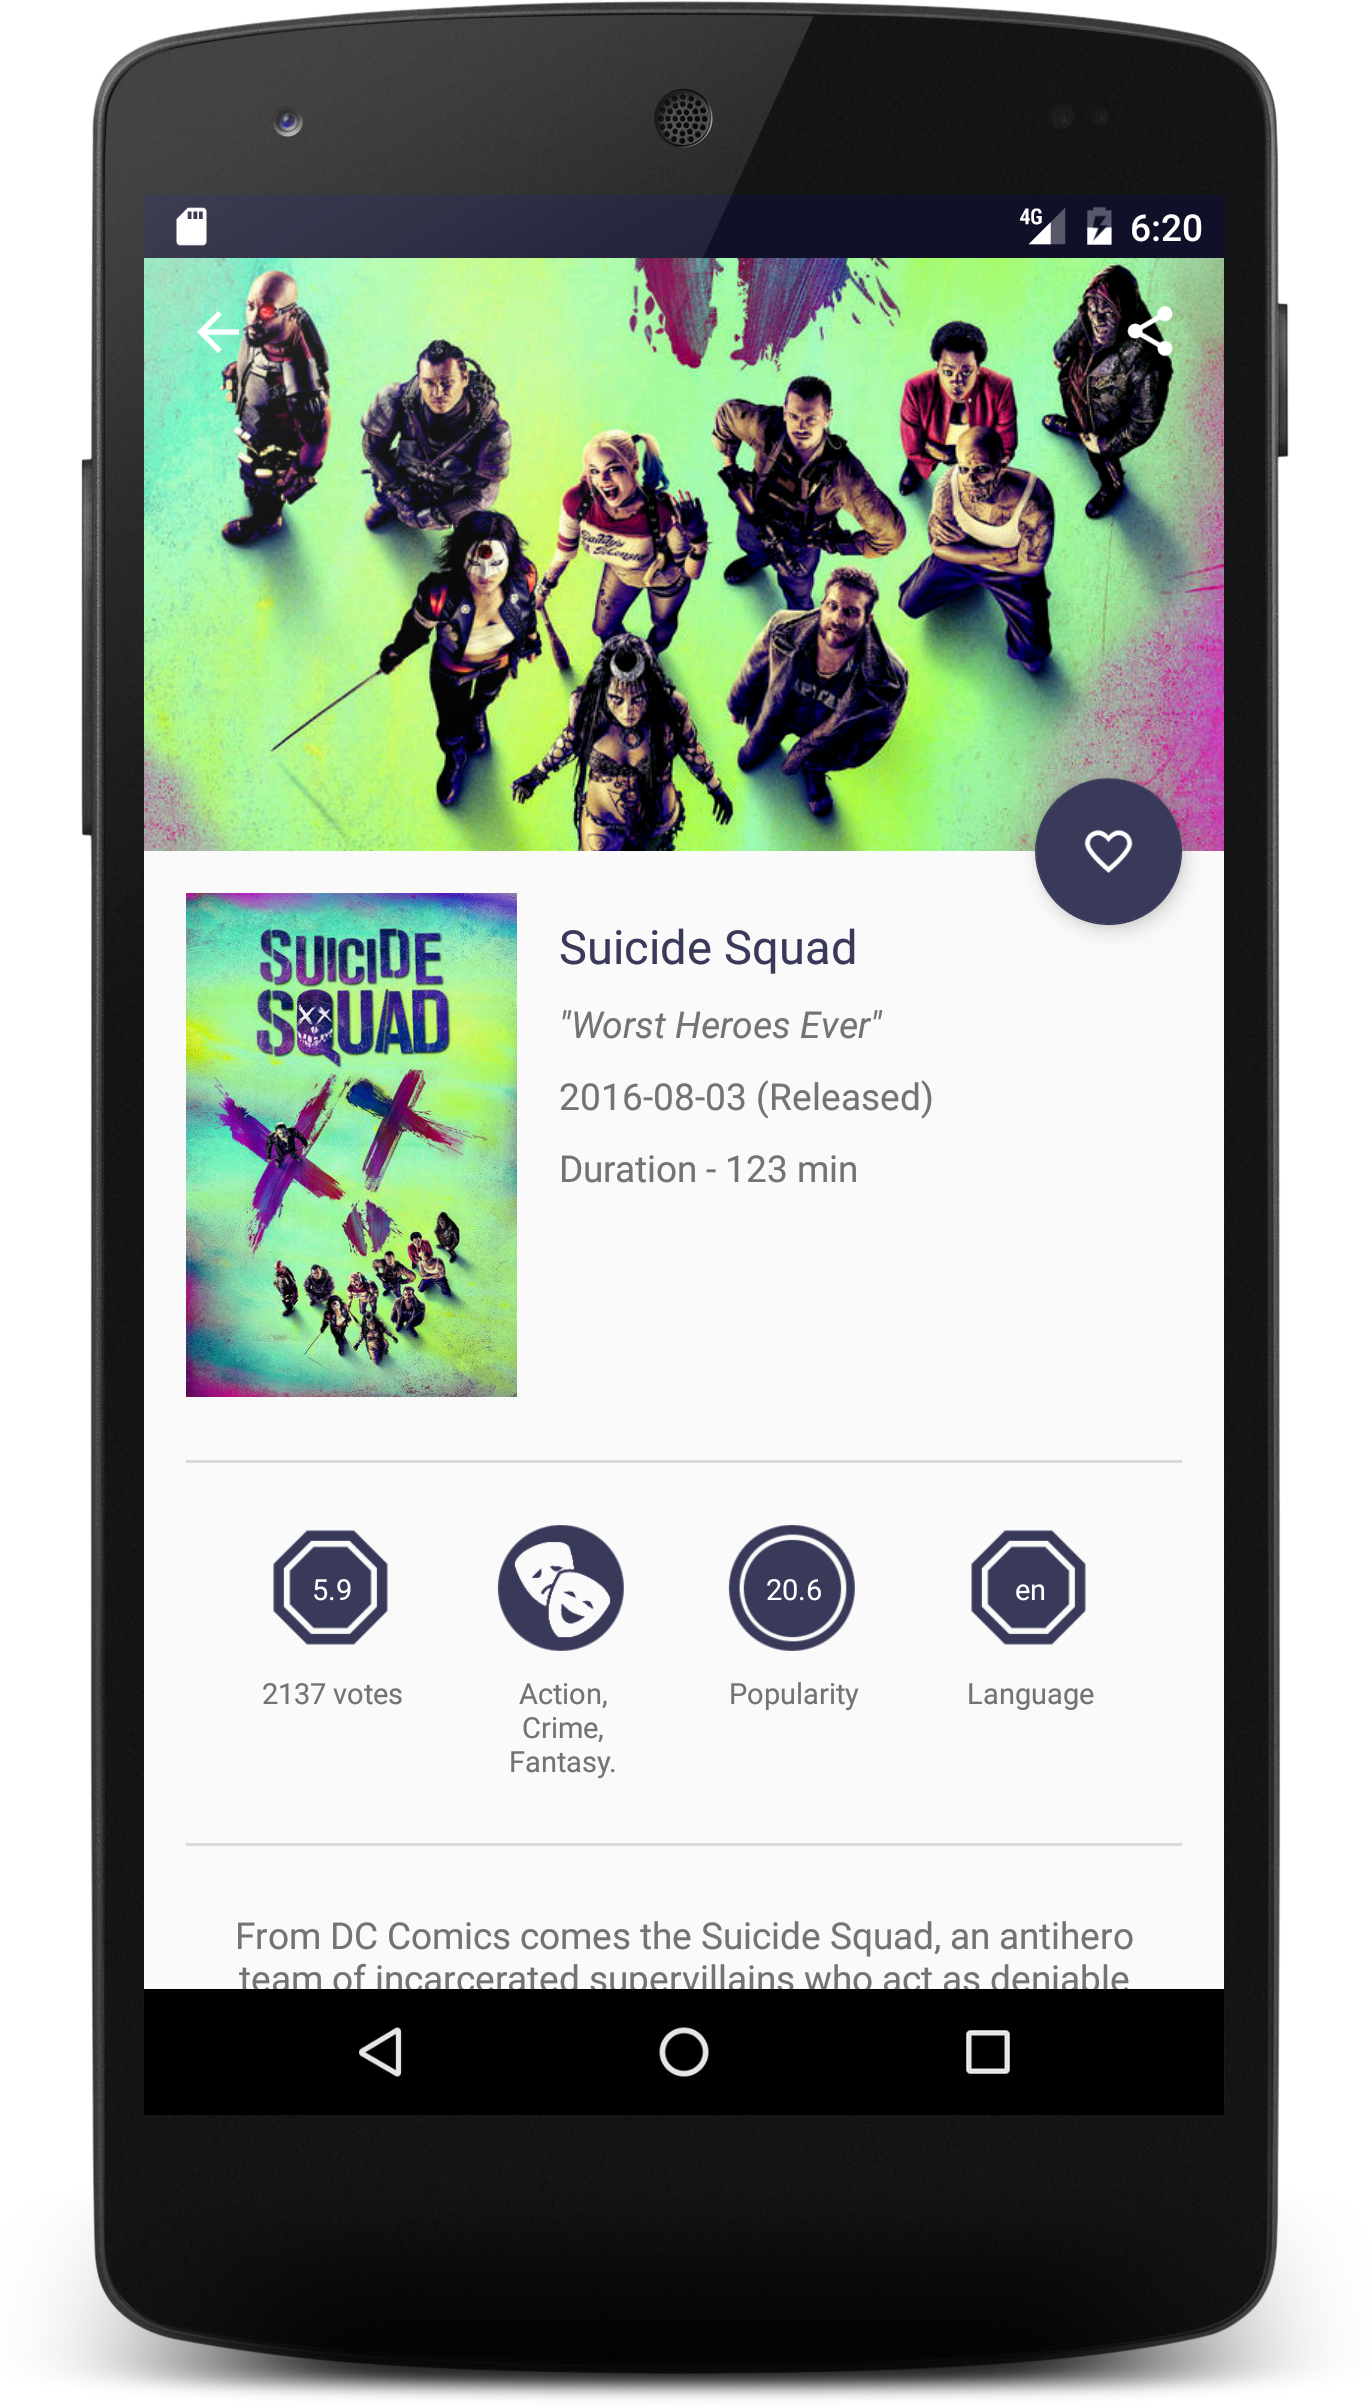 4G 6:20
Daddy's
SUICIDE
SQUAD
Suicide Squad
"Worst Heroes Ever"
2016-08-03 (Released)
Duration - 123 min
5.9
20.6
en
2137 votes
Action,
Crime,
Fantasy.
Popularity
Language
From DC Comics comes the Suicide Squad, an antihero
team of incarcerated supervillains who act as deniable